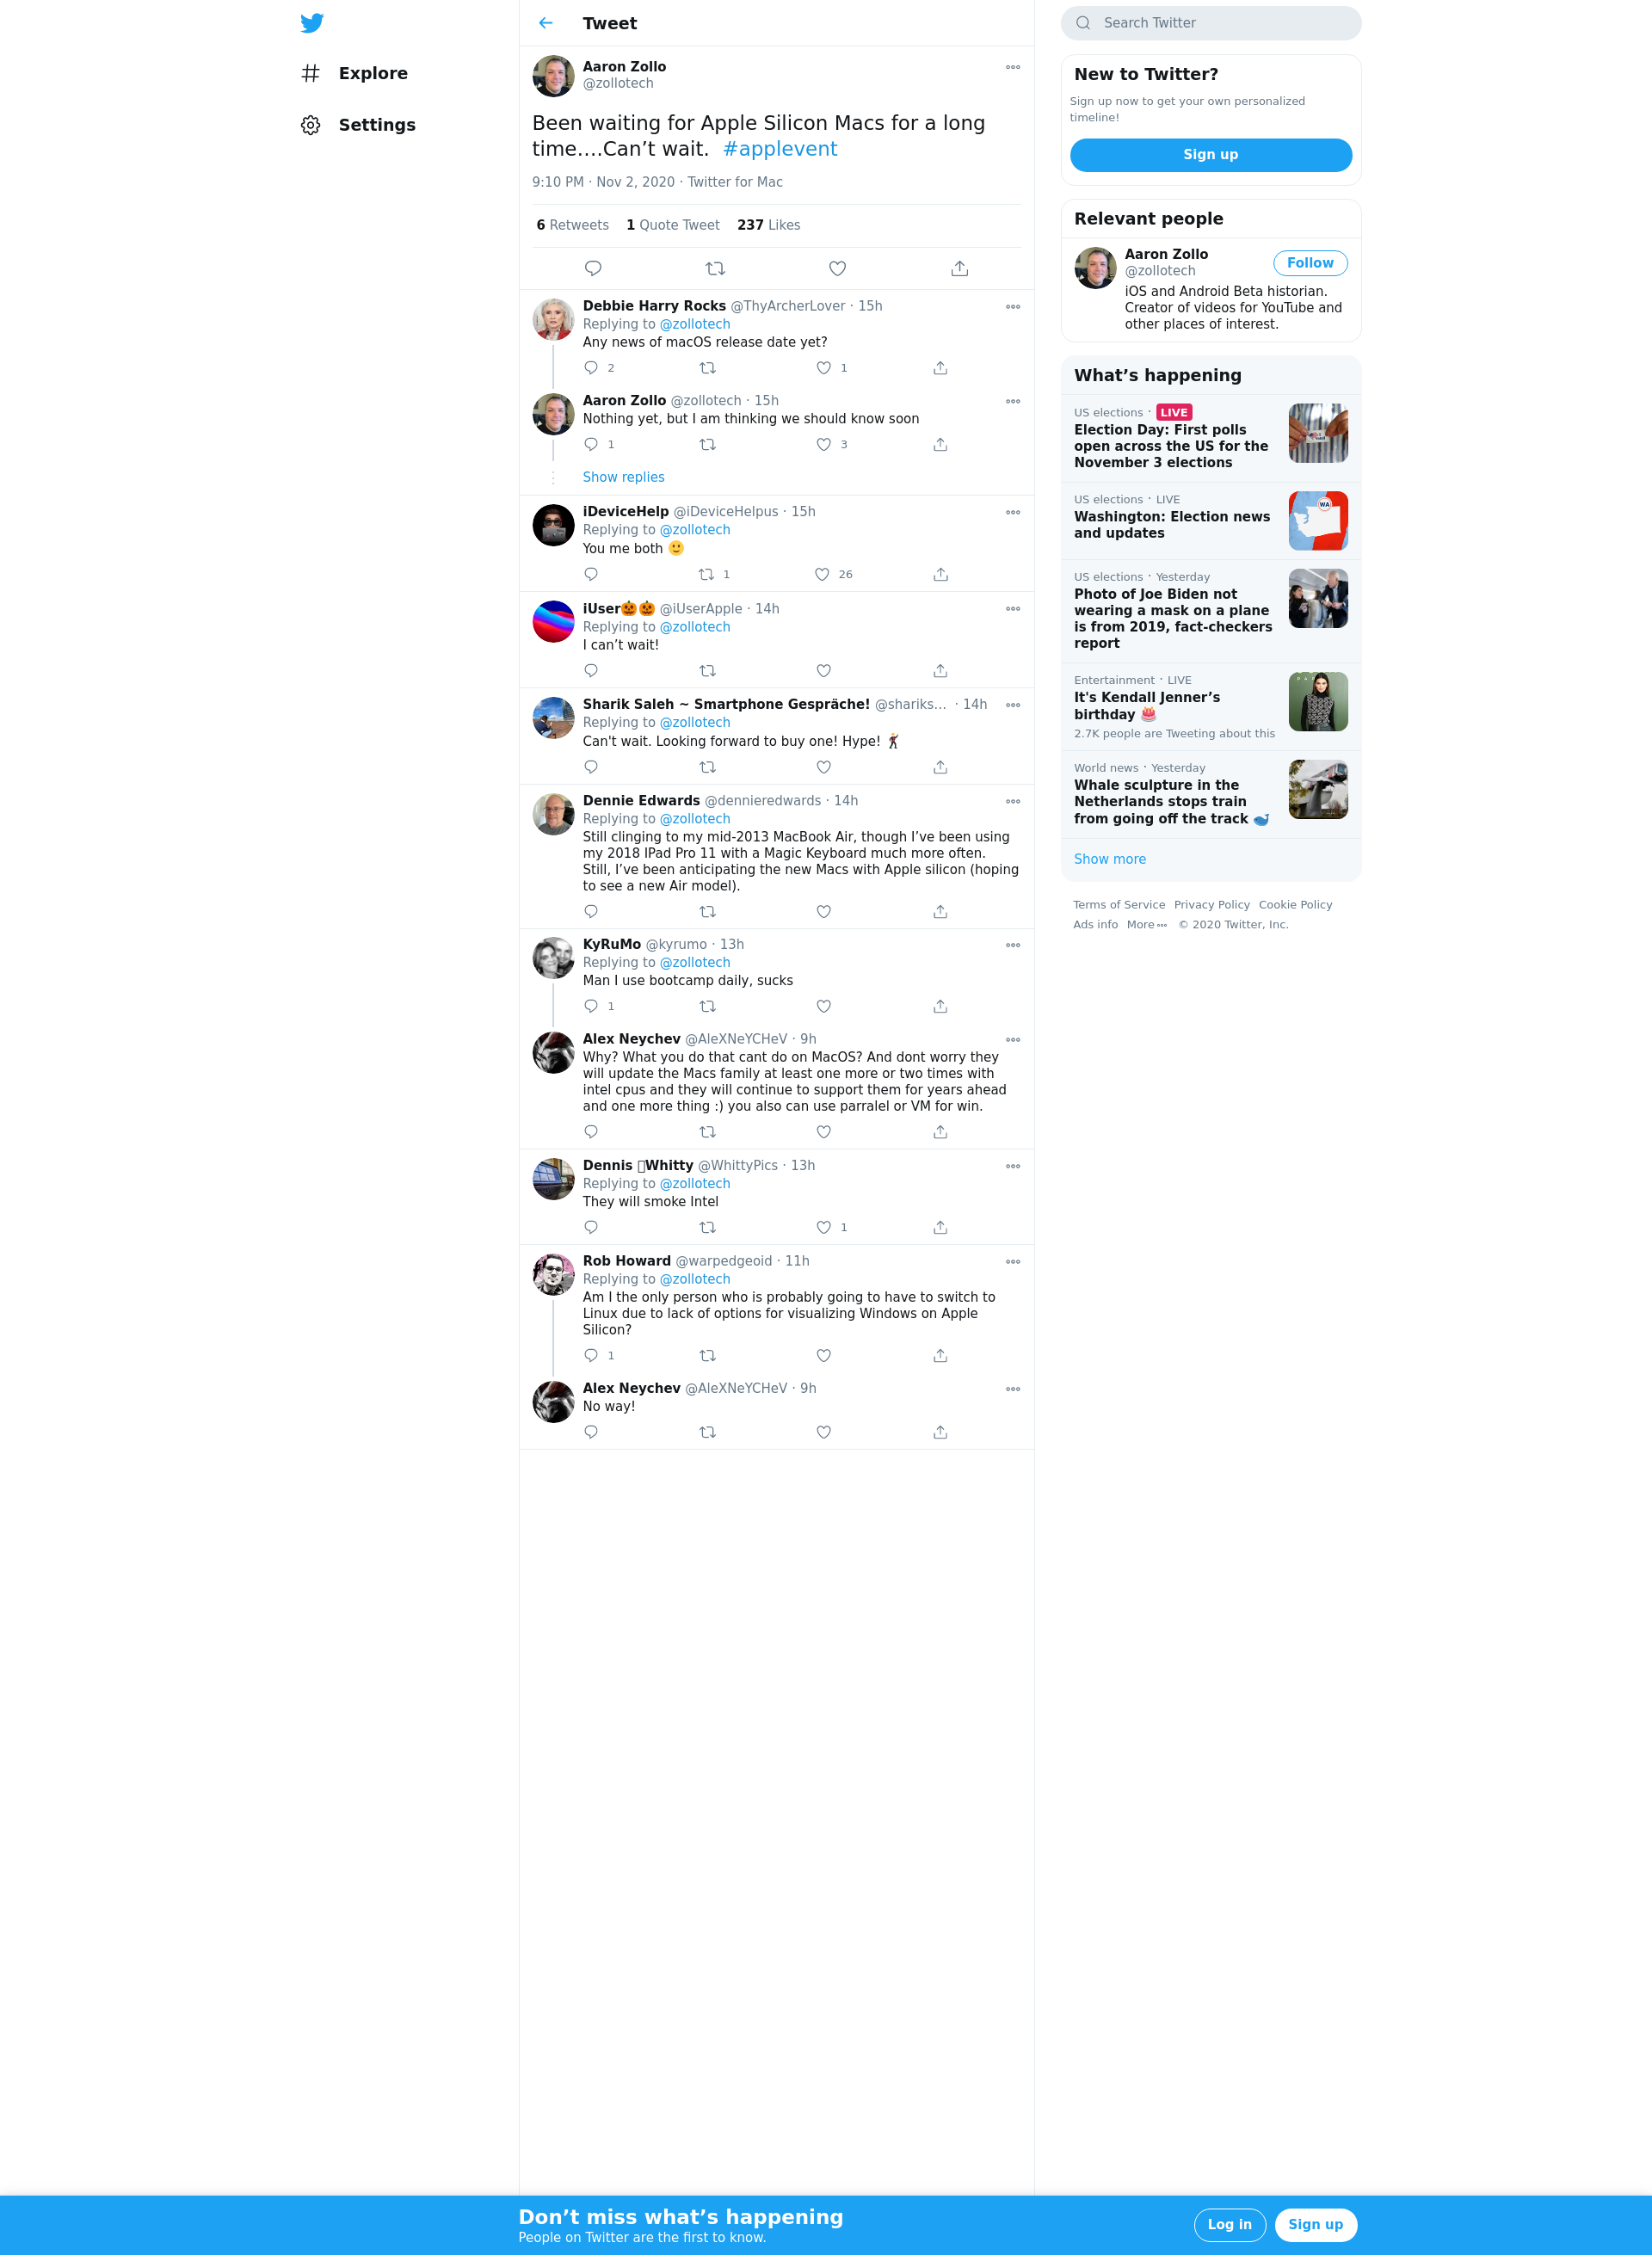 Explore
Settings
Tweet
Aaron Zollo
@zollotech
Been waiting for Apple Silicon Macs for a long
time....Can’t wait. #applevent
9:10 PM · Nov 2, 2020 · Twitter for Mac
6 Retweets 1 Quote Tweet 237 Likes
Debbie Harry Rocks @ThyArcherLover · 15h
Replying to @zollotech
Any news of macOS release date yet?
2 1
Aaron Zollo @zollotech · 15h
Nothing yet, but I am thinking we should know soon
1 3
Show replies
iDeviceHelp @iDeviceHelpus · 15h
Replying to @zollotech
You me both 🙂
1 26
iUser🎃🎃 @iUserApple · 14h
Replying to @zollotech
I can’t wait!
Sharik Saleh ~ Smartphone Gespräche! @shariks… · 14h
Replying to @zollotech
Can't wait. Looking forward to buy one! Hype! 🕺
Dennie Edwards @dennieredwards · 14h
Replying to @zollotech
Still clinging to my mid-2013 MacBook Air, though I’ve been using
my 2018 IPad Pro 11 with a Magic Keyboard much more often.
Still, I’ve been anticipating the new Macs with Apple silicon (hoping
to see a new Air model).
KyRuMo @kyrumo · 13h
Replying to @zollotech
Man I use bootcamp daily, sucks
1
Alex Neychev @AleXNeYCHeV · 9h
Why? What you do that cant do on MacOS? And dont worry they
will update the Macs family at least one more or two times with
intel cpus and they will continue to support them for years ahead
and one more thing :) you also can use parralel or VM for win.
Dennis Whitty @WhittyPics · 13h
Replying to @zollotech
They will smoke Intel
1
Rob Howard @warpedgeoid · 11h
Replying to @zollotech
Am I the only person who is probably going to have to switch to
Linux due to lack of options for visualizing Windows on Apple
Silicon?
1
Alex Neychev @AleXNeYCHeV · 9h
No way!
Search Twitter
New to Twitter?
Sign up now to get your own personalized
timeline!
Sign up
Relevant people
Aaron Zollo
@zollotech
Follow
iOS and Android Beta historian.
Creator of videos for YouTube and
other places of interest.
What’s happening
US elections · LIVE
Election Day: First polls
open across the US for the
November 3 elections
US elections · LIVE
Washington: Election news
and updates
WA
US elections · Yesterday
Photo of Joe Biden not
wearing a mask on a plane
is from 2019, fact-checkers
report
Entertainment · LIVE
It's Kendall Jenner’s
birthday 🎂
2.7K people are Tweeting about this
World news · Yesterday
Whale sculpture in the
Netherlands stops train
from going off the track 🐋
Show more
Terms of Service Privacy Policy Cookie Policy
Ads info More © 2020 Twitter, Inc.
Don’t miss what’s happening
People on Twitter are the first to know.
Log in
Sign up